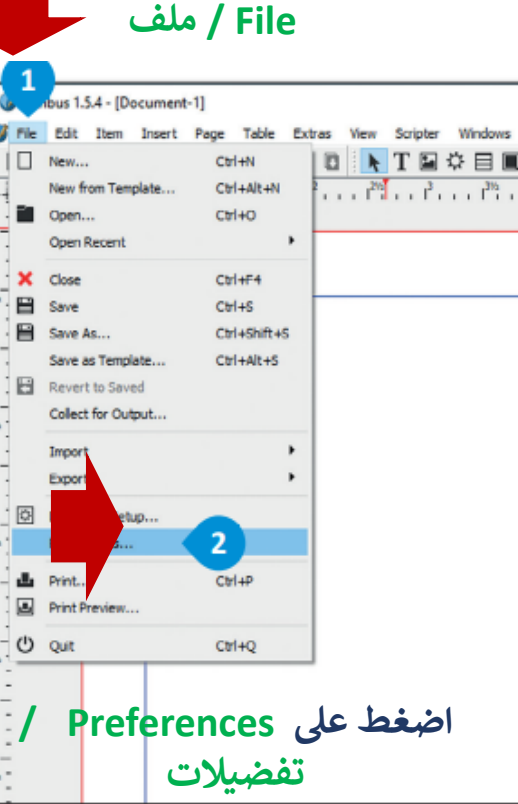 File / ملف
1
bus 1.5.4 - [Document-1]
File Edit Item Insert Page Table Extras View Scripter Windows
New... Ctrl+N
New from Template... Ctrl+Alt+N
Open... Ctrl+O
Open Recent
Close Ctrl+F4
Save Ctrl+S
Save As... Ctrl+Shift+S
Save as Template... Ctrl+Alt+S
Revert to Saved
Collect for Output...
Import
Export
etup...
s... 2
Print.. Ctrl+P
Print Preview...
Quit Ctrl+Q
اضغط على Preferences /
تفضيلات